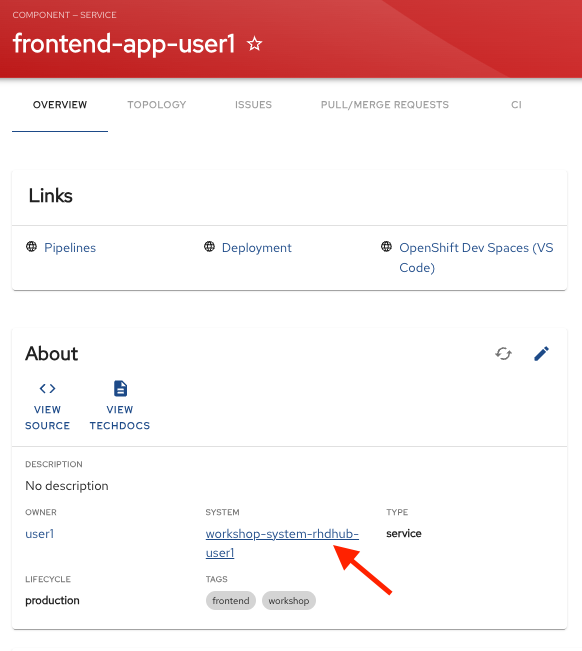 COMPONENT — SERVICE
frontend-app-user1
OVERVIEW TOPOLOGY ISSUES PULL/MERGE REQUESTS CI
Links
Pipelines Deployment OpenShift Dev Spaces (VS
Code)
About
VIEW VIEW
SOURCE TECHDOCS
DESCRIPTION
No description
OWNER SYSTEM TYPE
user1 workshop-system-rhdhub- service
user1
LIFECYCLE TAGS
production frontend workshop